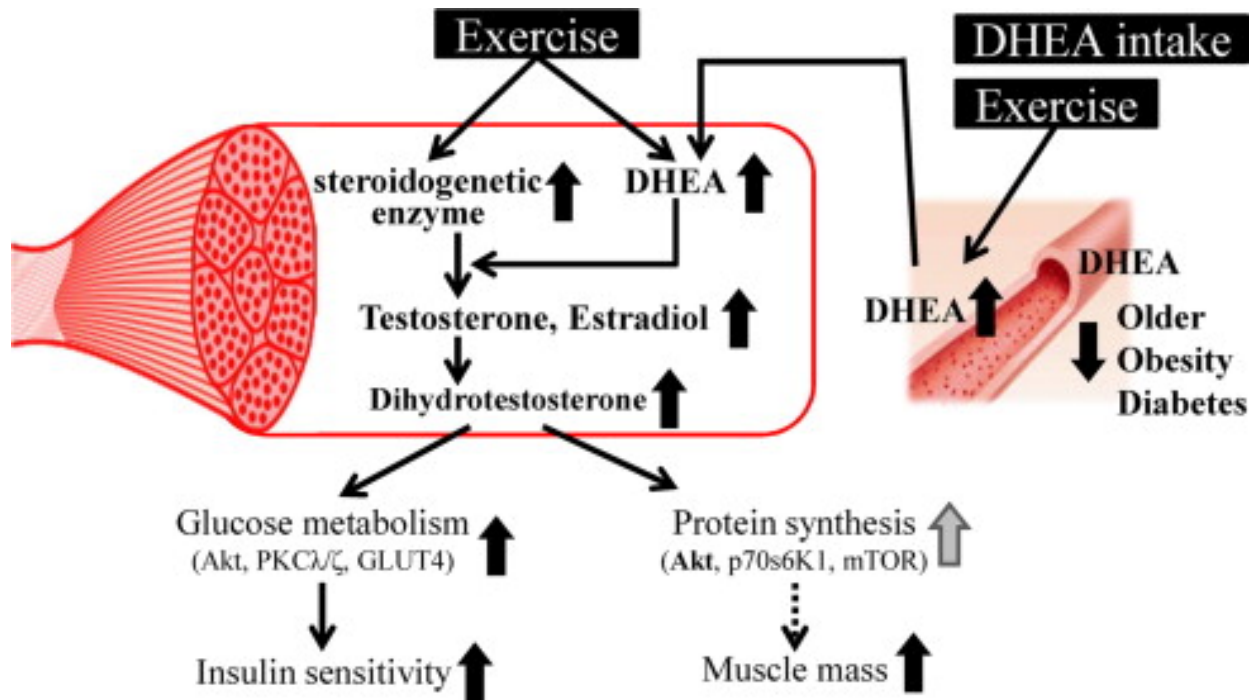 Exercise
DHEA intake
Exercise
steroidogenetic
enzyme
DHEA
Testosterone, Estradiol
Dihydrotestosterone
DHEA
DHEA
Older
Obesity
Diabetes
Glucose metabolism
(Akt, PKCλ/ζ, GLUT4)
Protein synthesis
(Akt, p70s6K1, mTOR)
Insulin sensitivity
Muscle mass